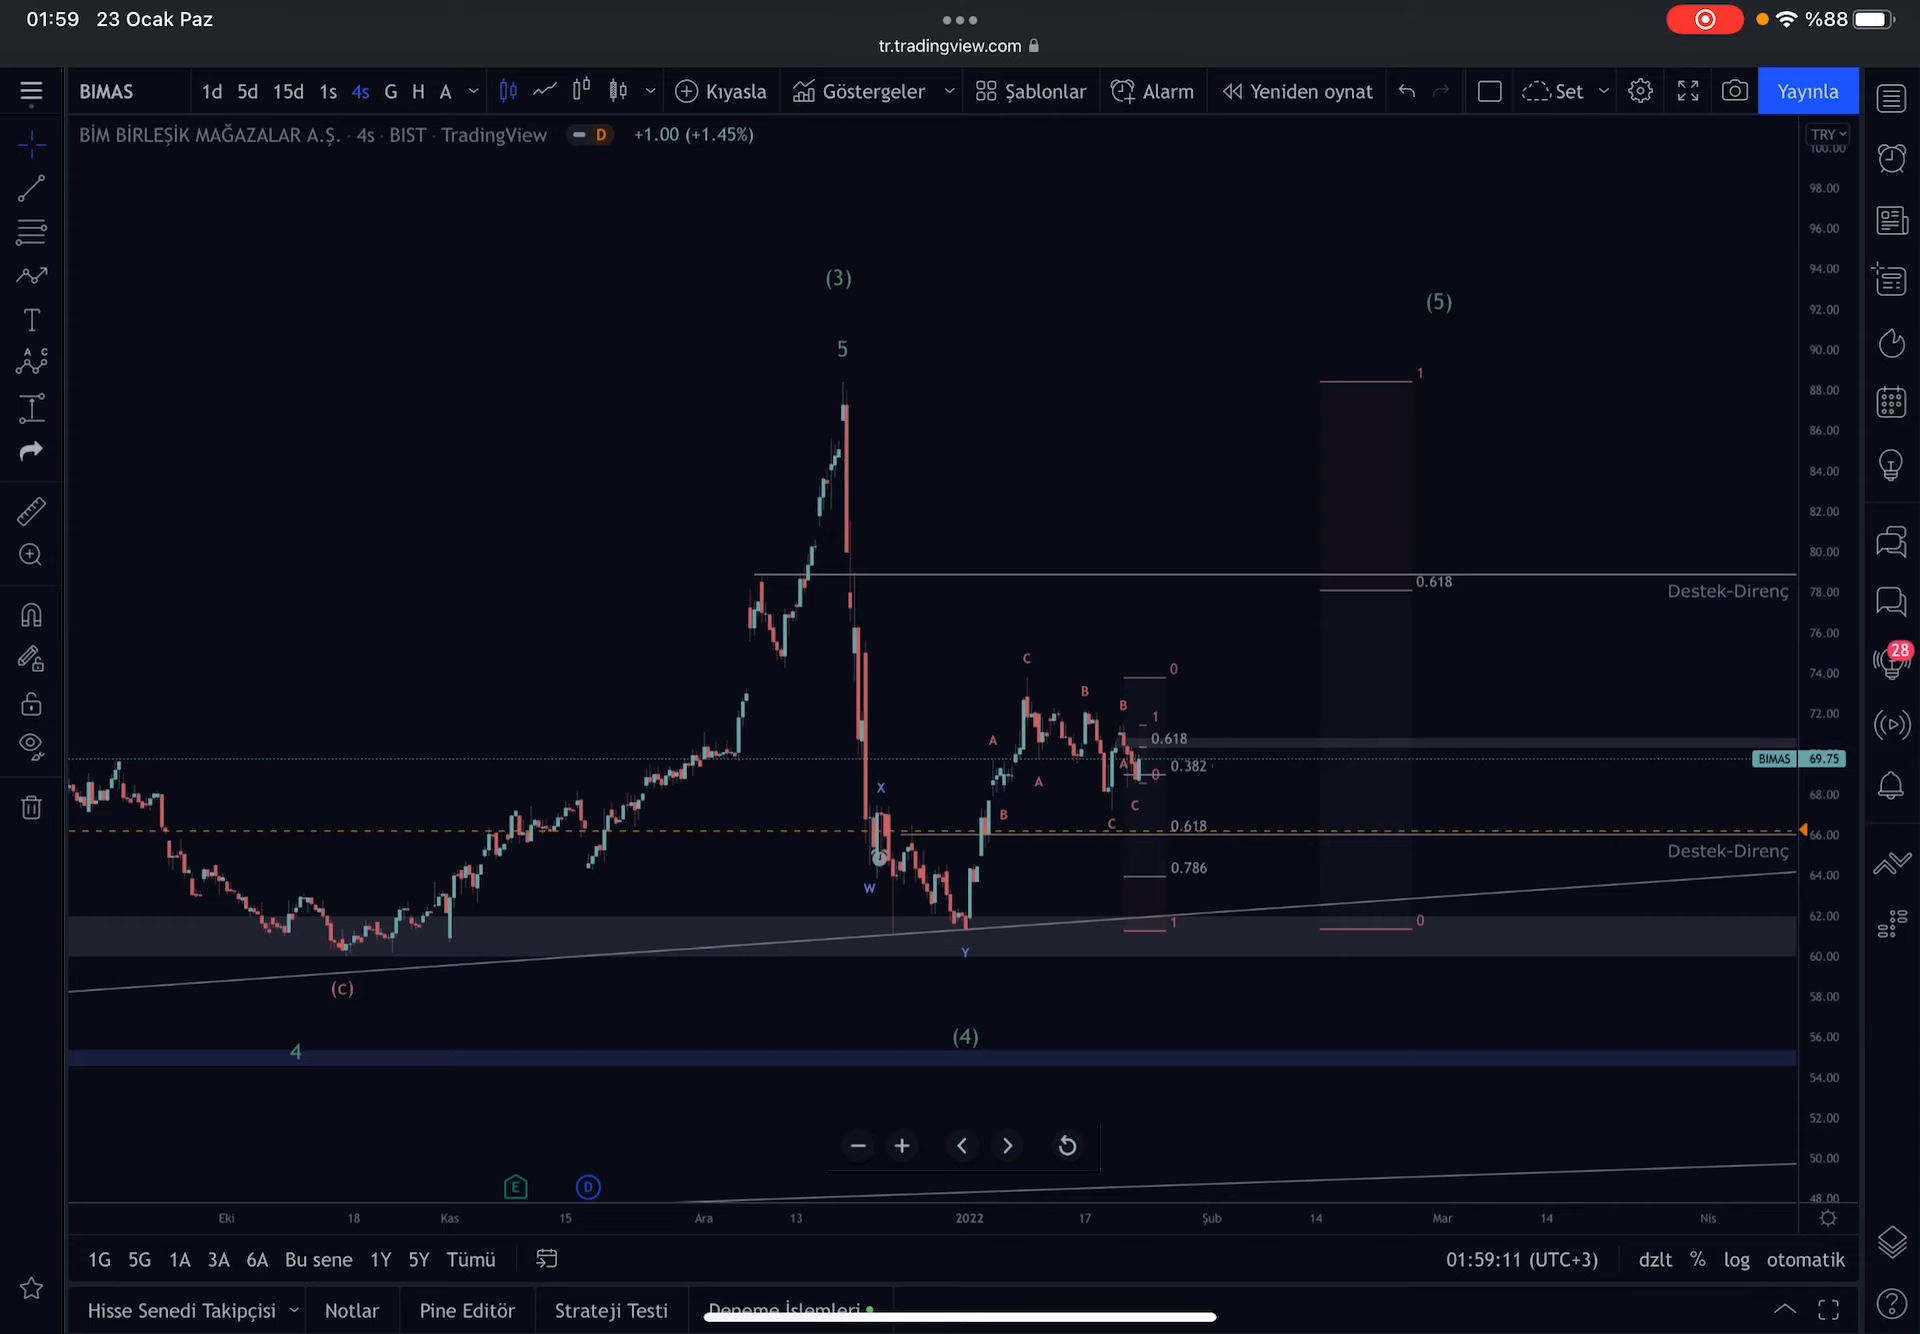 01:59 23 Ocak Paz
%88
tr.tradingview.com
BIMAS
1d 5d 15d 1s 4s G H A
Kıyasla
Göstergeler
Şablonlar
Alarm
Yeniden oynat
Set
Yayınla
BİM BİRLEŞİK MAĞAZALAR A.Ş. · 4s · BIST · TradingView
D
+1.00 (+1.45%)
TRY
100.00
98.00
96.00
94.00
92.00
90.00
88.00
86.00
84.00
82.00
80.00
78.00
76.00
74.00
72.00
BIMAS 69.75
68.00
66.00
64.00
62.00
60.00
58.00
56.00
54.00
52.00
50.00
48.00
28
(3)
(5)
5
1
0.618
Destek-Direnç
C
0
B
B
1
A
0.618
A
0.382
0
A
X
C
B
C
0.618
Destek-Direnç
0.786
W
1
0
Y
(c)
(4)
4
E
D
Eki 18 Kas 15 Ara 13 2022 17 Şub 14 Mar 14 Nis
1G 5G 1A 3A 6A Bu sene 1Y 5Y Tümü
01:59:11 (UTC+3)
dzlt % log otomatik
Hisse Senedi Takipçisi
Notlar
Pine Editör
Strateji Testi
Deneme İşlemleri